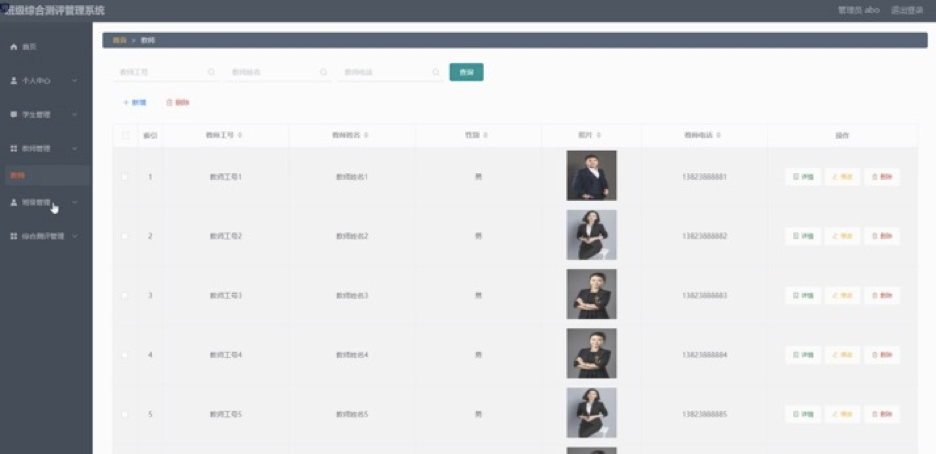 班级综合测评管理系统
管理员 abo 退出登录
首页
个人中心
学生管理
教师管理
教师
班级管理
综合测评管理
首页 > 教师
教师工号 教师姓名 教师电话 查询
+ 新增 删除
索引 教师工号 教师姓名 性别 照片 教师电话 操作
1 教师工号1 教师姓名1 男 13823888881 详情 修改 删除
2 教师工号2 教师姓名2 男 13823888882 详情 修改 删除
3 教师工号3 教师姓名3 男 13823888883 详情 修改 删除
4 教师工号4 教师姓名4 男 13823888884 详情 修改 删除
5 教师工号5 教师姓名5 男 13823888885 详情 修改 删除